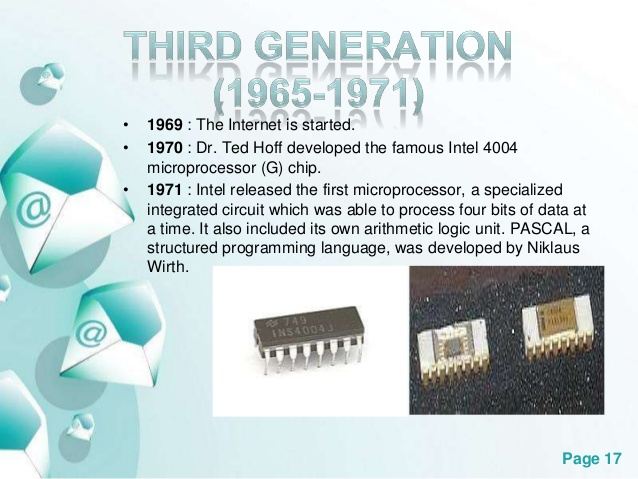 THIRD GENERATION
(1965-1971)
• 1969 : The Internet is started.
• 1970 : Dr. Ted Hoff developed the famous Intel 4004
microprocessor (G) chip.
• 1971 : Intel released the first microprocessor, a specialized
integrated circuit which was able to process four bits of data at
a time. It also included its own arithmetic logic unit. PASCAL, a
structured programming language, was developed by Niklaus
Wirth.
@
@
749
INS4004J
Page 17